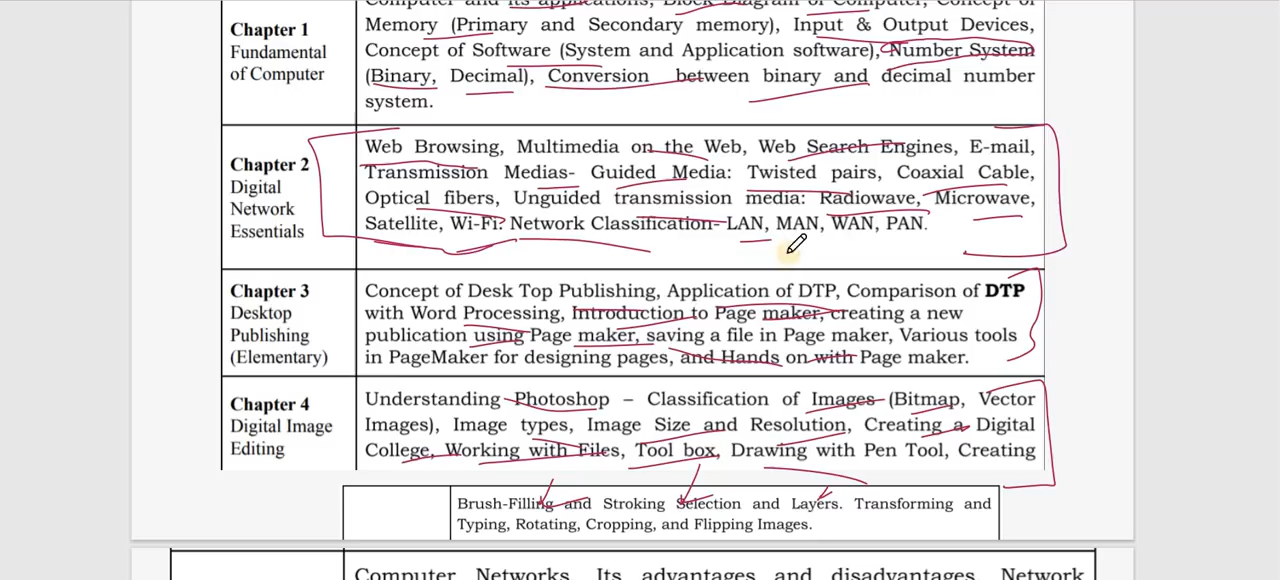 Computer and its applications, Block Diagram of Computer, Concept of
Chapter 1
Fundamental
of Computer
Memory (Primary and Secondary memory), Input & Output Devices,
Concept of Software (System and Application software), Number System
(Binary, Decimal), Conversion between binary and decimal number
system.
Chapter 2
Digital
Network
Essentials
Web Browsing, Multimedia on the Web, Web Search Engines, E-mail,
Transmission Medias- Guided Media: Twisted pairs, Coaxial Cable,
Optical fibers, Unguided transmission media: Radiowave, Microwave,
Satellite, Wi-Fi? Network Classification- LAN, MAN, WAN, PAN.
Chapter 3
Desktop
Publishing
(Elementary)
Concept of Desk Top Publishing, Application of DTP, Comparison of DTP
with Word Processing, Introduction to Page maker, creating a new
publication using Page maker, saving a file in Page maker, Various tools
in PageMaker for designing pages, and Hands on with Page maker.
Chapter 4
Digital Image
Editing
Understanding Photoshop – Classification of Images (Bitmap, Vector
Images), Image types, Image Size and Resolution, Creating a Digital
College, Working with Files, Tool box, Drawing with Pen Tool, Creating
Brush-Filling and Stroking Selection and Layers. Transforming and
Typing, Rotating, Cropping, and Flipping Images.
Computer Networks, Its advantages and disadvantages, Network